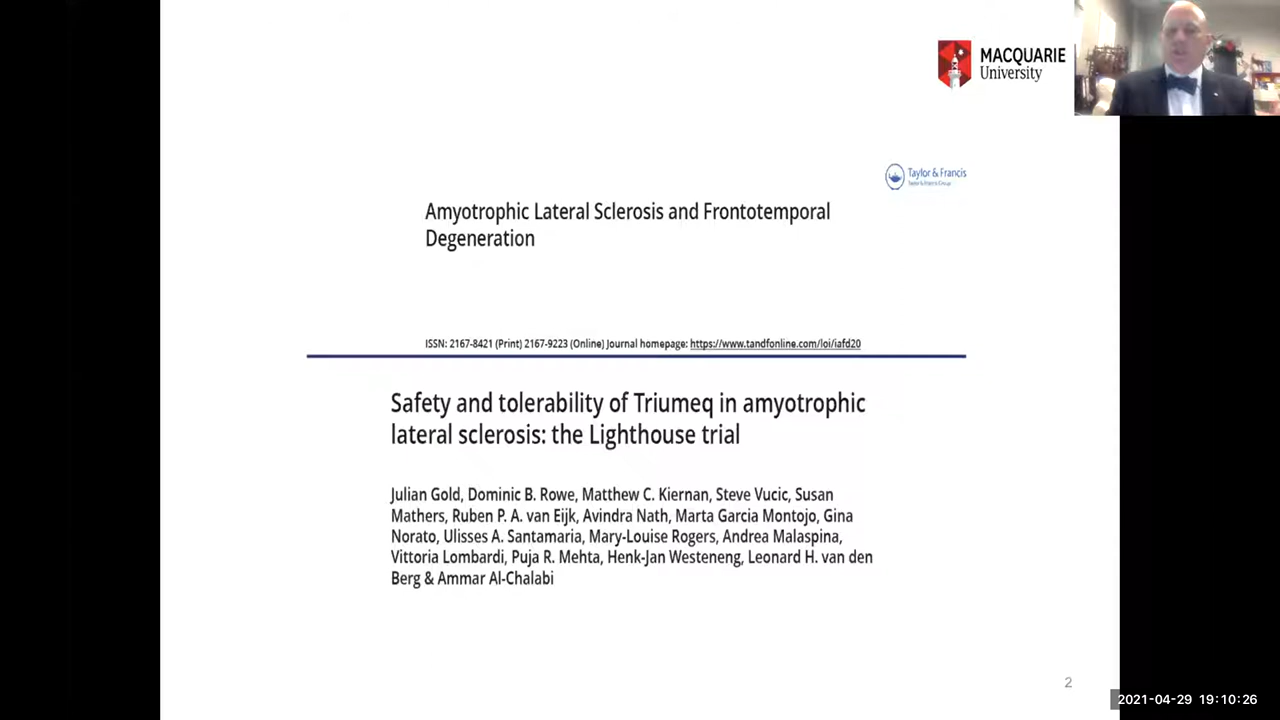 MACQUARIE
University
Taylor & Francis
Taylor & Francis Group
Amyotrophic Lateral Sclerosis and Frontotemporal
Degeneration
ISSN: 2167-8421 (Print) 2167-9223 (Online) Journal homepage: https://www.tandfonline.com/loi/iafd20
Safety and tolerability of Triumeq in amyotrophic
lateral sclerosis: the Lighthouse trial
Julian Gold, Dominic B. Rowe, Matthew C. Kiernan, Steve Vucic, Susan
Mathers, Ruben P. A. van Eijk, Avindra Nath, Marta Garcia Montojo, Gina
Norato, Ulisses A. Santamaria, Mary-Louise Rogers, Andrea Malaspina,
Vittoria Lombardi, Puja R. Mehta, Henk-Jan Westeneng, Leonard H. van den
Berg & Ammar Al-Chalabi
2
2021-04-29 19:10:26